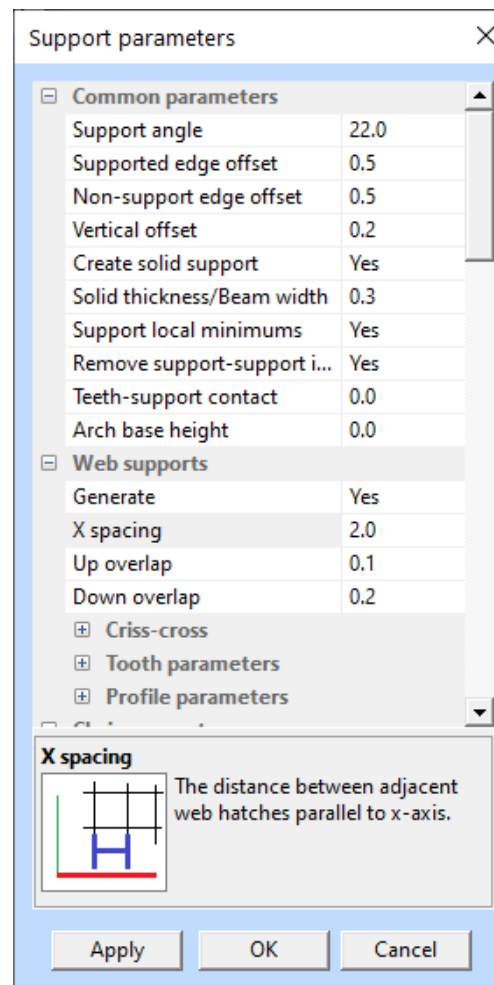 Support parameters
Common parameters
Support angle 22.0
Supported edge offset 0.5
Non-support edge offset 0.5
Vertical offset 0.2
Create solid support Yes
Solid thickness/Beam width 0.3
Support local minimums Yes
Remove support-support i... Yes
Teeth-support contact 0.0
Arch base height 0.0
Web supports
Generate Yes
X spacing 2.0
Up overlap 0.1
Down overlap 0.2
Criss-cross
Tooth parameters
Profile parameters
X spacing
The distance between adjacent
web hatches parallel to x-axis.
Apply OK Cancel